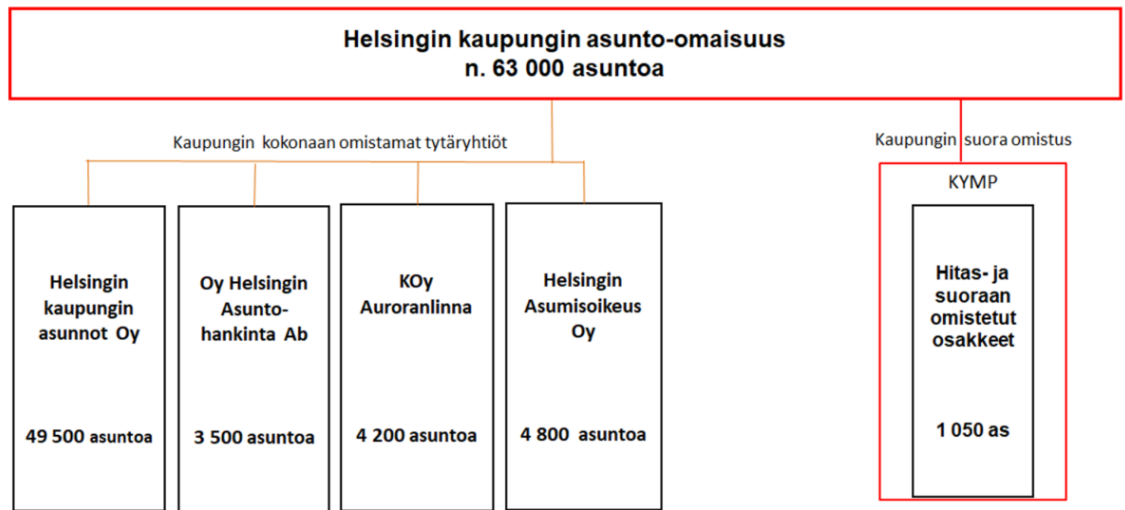 Helsingin kaupungin asunto-omaisuus
n. 63 000 asuntoa
Kaupungin kokonaan omistamat tytäryhtiöt
Kaupungin suora omistus
KYMP
Helsingin
kaupungin
asunnot Oy
49 500 asuntoa
Oy Helsingin
Asunto-
hankinta Ab
3 500 asuntoa
KOy
Auroranlinna
4 200 asuntoa
Helsingin
Asumisoikeus
Oy
4 800 asuntoa
Hitas- ja
suoraan
omistetut
osakkeet
1 050 as